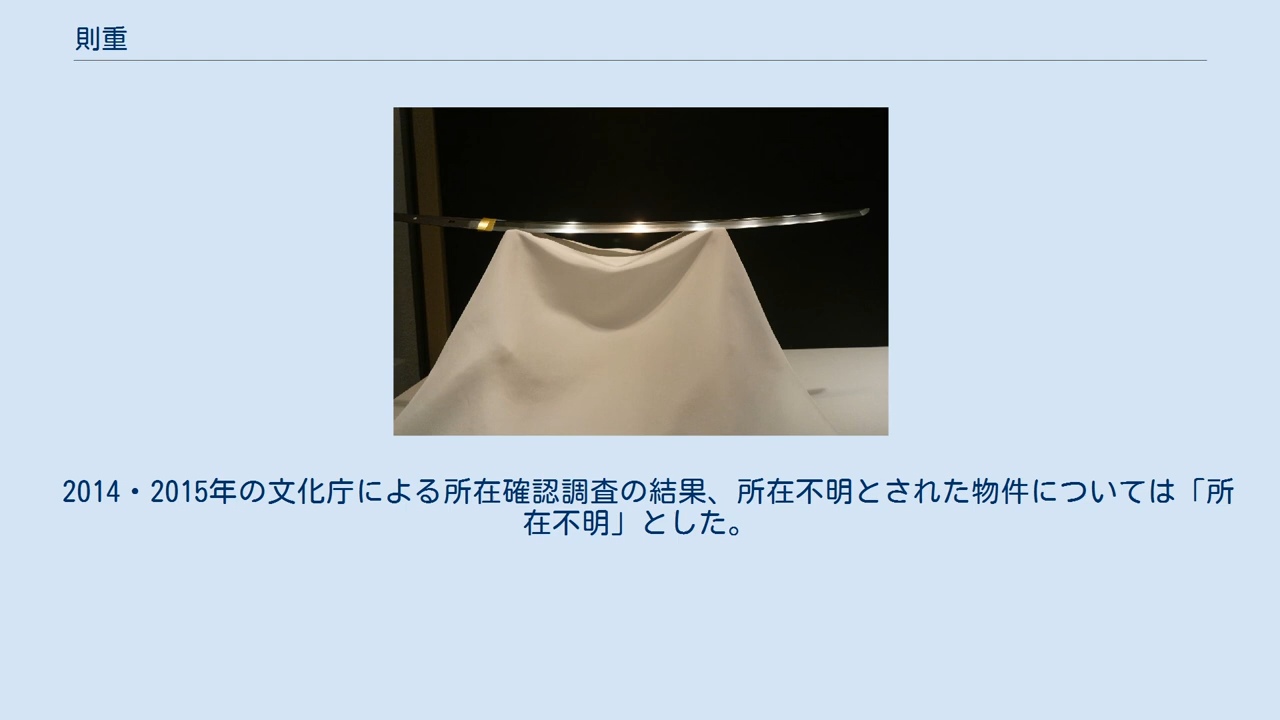 則重
2014・2015年の文化庁による所在確認調査の結果、所在不明とされた物件については「所
在不明」とした。